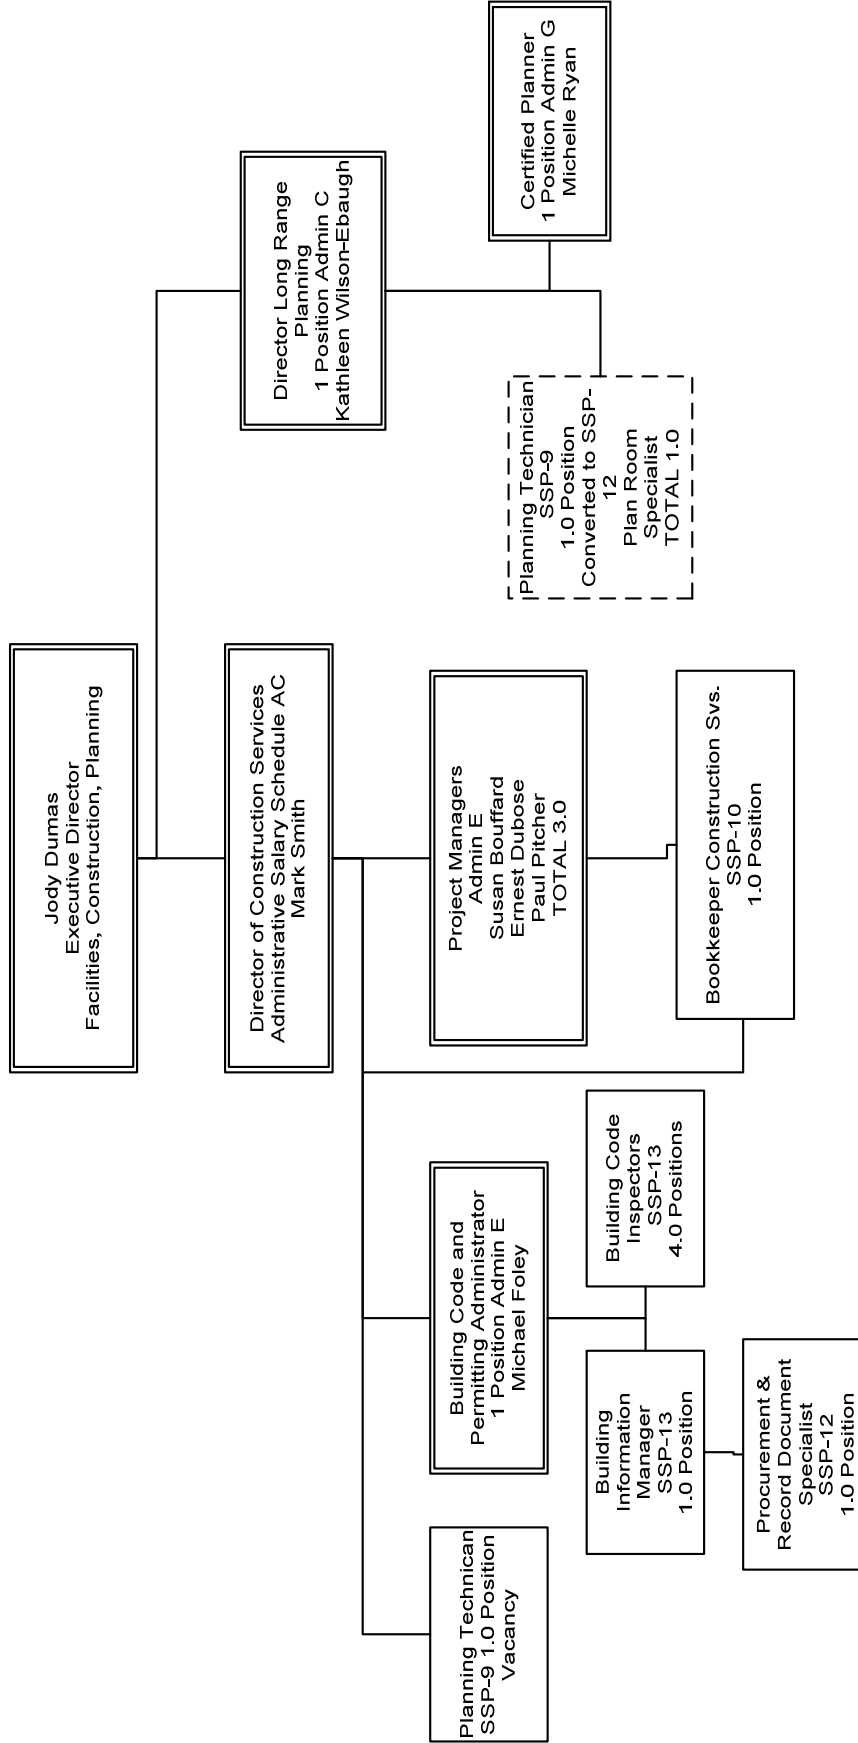 Jody Dumas
Executive Director
Facilities, Construction, Planning
Director of Construction Services
Administrative Salary Schedule AC
Mark Smith
Director Long Range
Planning
1 Position Admin C
Kathleen Wilson-Ebaugh
Planning Technican
SSP-9 1.0 Position
Vacancy
Building Code and
Permitting Administrator
1 Position Admin E
Michael Foley
Project Managers
Admin E
Susan Bouffard
Ernest Dubose
Paul Pitcher
TOTAL 3.0
Planning Technician
SSP-9
1.0 Position
Converted to SSP-
12
Plan Room
Specialist
TOTAL 1.0
Certified Planner
1 Position Admin G
Michelle Ryan
Building
Information
Manager
SSP-13
1.0 Position
Building Code
Inspectors
SSP-13
4.0 Positions
Bookkeeper Construction Svs.
SSP-10
1.0 Position
Procurement &
Record Document
Specialist
SSP-12
1.0 Position